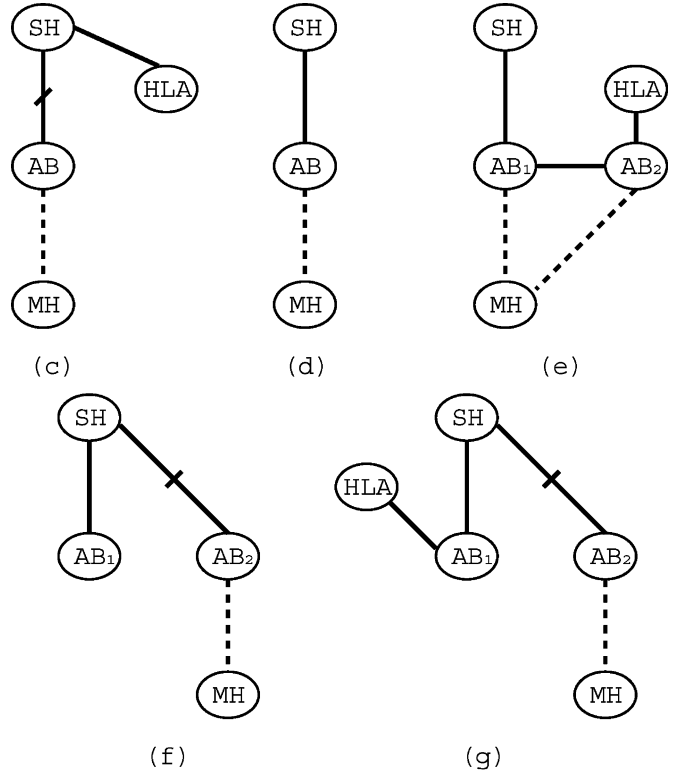 SH SH SH
HLA HLA
AB AB AB₁ AB₂
MH MH MH
(c) (d) (e)
SH SH
HLA
AB₁ AB₂ AB₁ AB₂
MH MH
(f) (g)